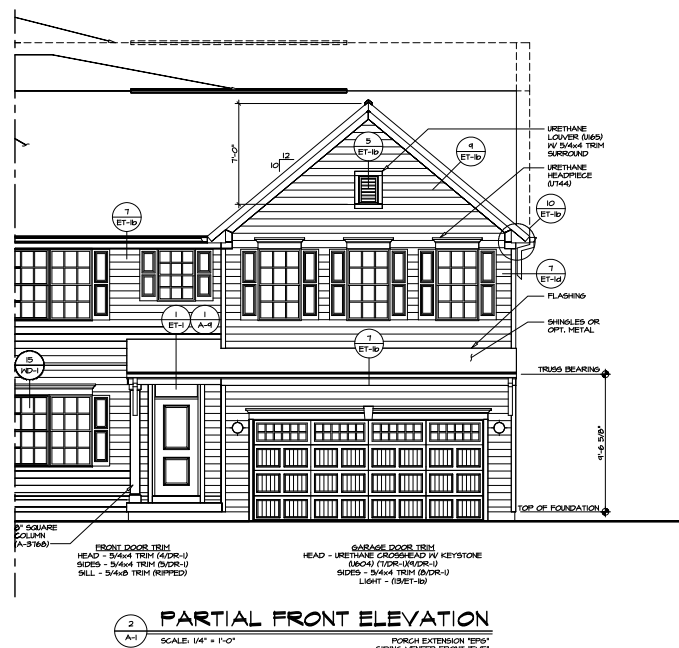 URETHANE
LOUVER (U165)
W/ 5/4x4 TRIM
SURROUND
7'-0"
12
10
5
ET-1b
9
ET-1b
URETHANE
HEADPIECE
(U744)
10
ET-1b
7
ET-1b
7
ET-1d
FLASHING
1
ET-1
1
A-9
SHINGLES OR
OPT. METAL
7
ET-1b
15
WD-1
TRUSS BEARING
9'-6 5/8"
TOP OF FOUNDATION
8" SQUARE
COLUMN
(A-3768)
FRONT DOOR TRIM
HEAD - 5/4x4 TRIM (4/DR-1)
SIDES - 5/4x4 TRIM (5/DR-1)
SILL - 5/4x8 TRIM (RIPPED)
GARAGE DOOR TRIM
HEAD - URETHANE CROSSHEAD W/ KEYSTONE
(U604) (7/DR-1)(9/DR-1)
SIDES - 5/4x4 TRIM (8/DR-1)
LIGHT - (13/ET-1b)
2
A-1
PARTIAL FRONT ELEVATION
SCALE: 1/4" = 1'-0"
PORCH EXTENSION "EP6"